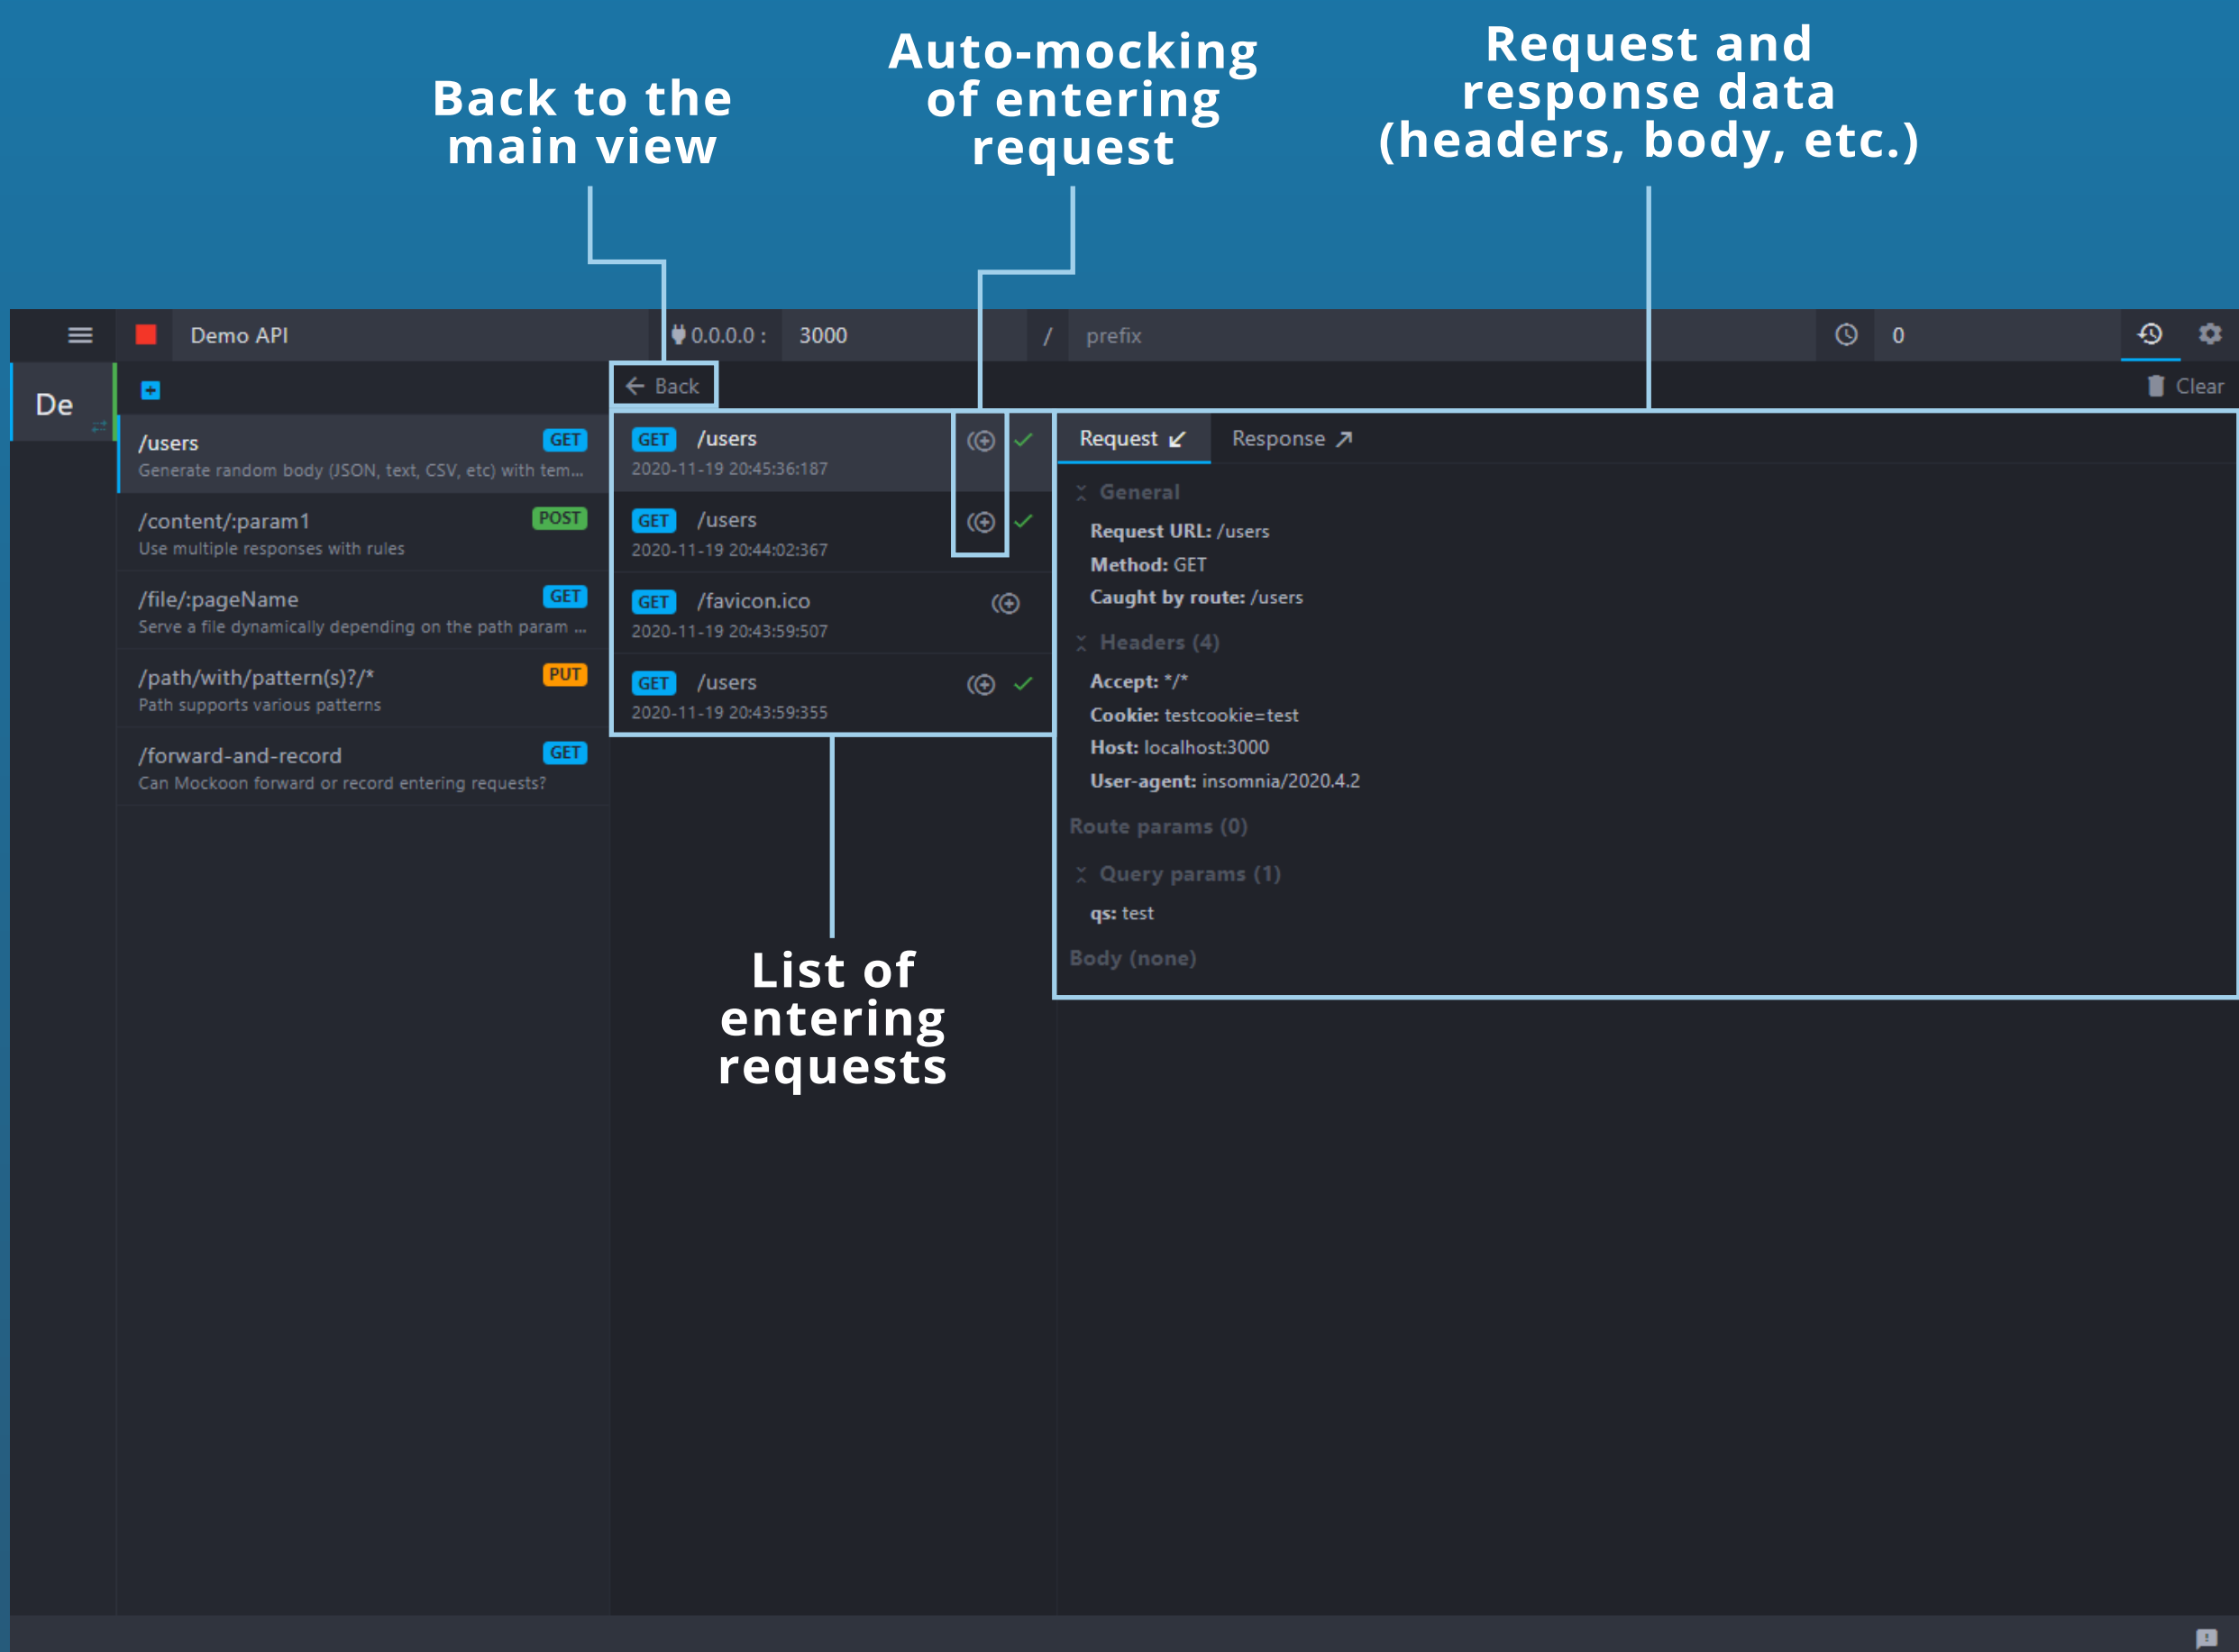 Back to the
main view
Auto-mocking
of entering
request
Request and
response data
(headers, body, etc.)
Demo API
0.0.0.0 :
3000
/
prefix
0
De
Back
Clear
/users
GET
Generate random body (JSON, text, CSV, etc) with tem...
/content/:param1
POST
Use multiple responses with rules
/file/:pageName
GET
Serve a file dynamically depending on the path param ...
/path/with/pattern(s)?/*
PUT
Path supports various patterns
/forward-and-record
GET
Can Mockoon forward or record entering requests?
GET /users
2020-11-19 20:45:36:187
GET /users
2020-11-19 20:44:02:367
GET /favicon.ico
2020-11-19 20:43:59:507
GET /users
2020-11-19 20:43:59:355
List of
entering
requests
Request
Response
General
Request URL: /users
Method: GET
Caught by route: /users
Headers (4)
Accept: */*
Cookie: testcookie=test
Host: localhost:3000
User-agent: insomnia/2020.4.2
Route params (0)
Query params (1)
qs: test
Body (none)